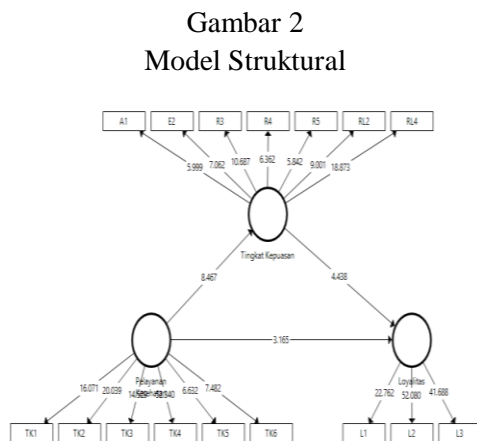 Gambar 2
Model Struktural
A1 E2 R3 R4 R5 RL2 RL4
5.999 7.062 10.687 6.362 5.842 9.001 18.873
Tingkat Kepuasan
8.467 4.438
3.165
Pelayanan
Loyalitas
16.071 20.039 6.632 7.482
22.762 52.080 41.688
TK1 TK2 TK3 TK4 TK5 TK6 L1 L2 L3